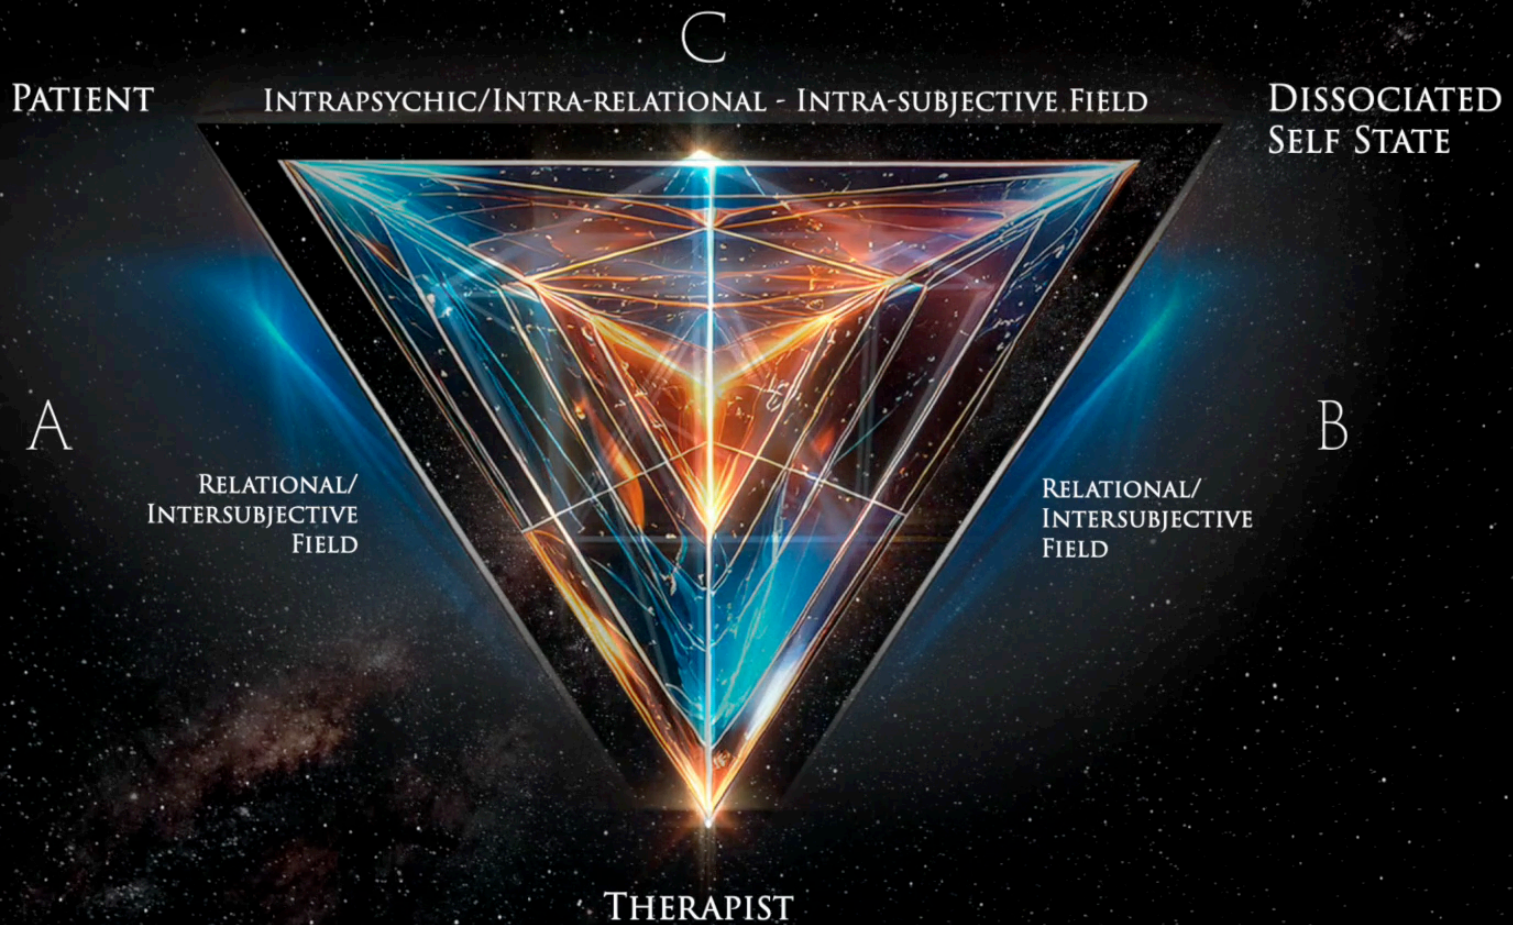 C
PATIENT
INTRAPSYCHIC/INTRA-RELATIONAL - INTRA-SUBJECTIVE FIELD
DISSOCIATED
SELF STATE
A
B
RELATIONAL/
INTERSUBJECTIVE
FIELD
RELATIONAL/
INTERSUBJECTIVE
FIELD
THERAPIST